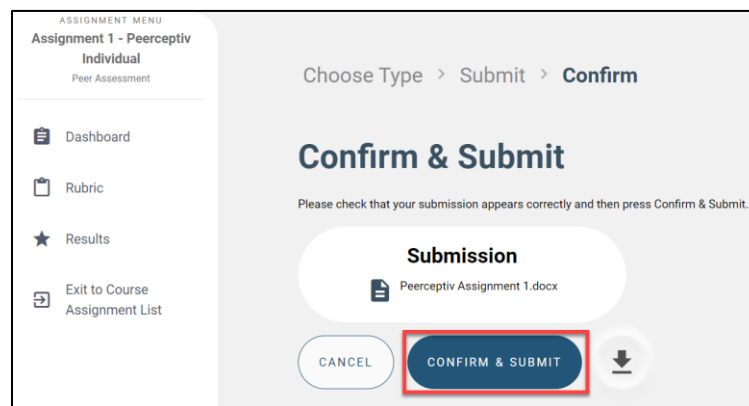 ASSIGNMENT MENU
Assignment 1 - Peerceptiv
Individual
Peer Assessment
Dashboard
Rubric
Results
Exit to Course
Assignment List
Choose Type > Submit > Confirm
Confirm & Submit
Please check that your submission appears correctly and then press Confirm & Submit.
Submission
Peerceptiv Assignment 1.docx
CANCEL
CONFIRM & SUBMIT